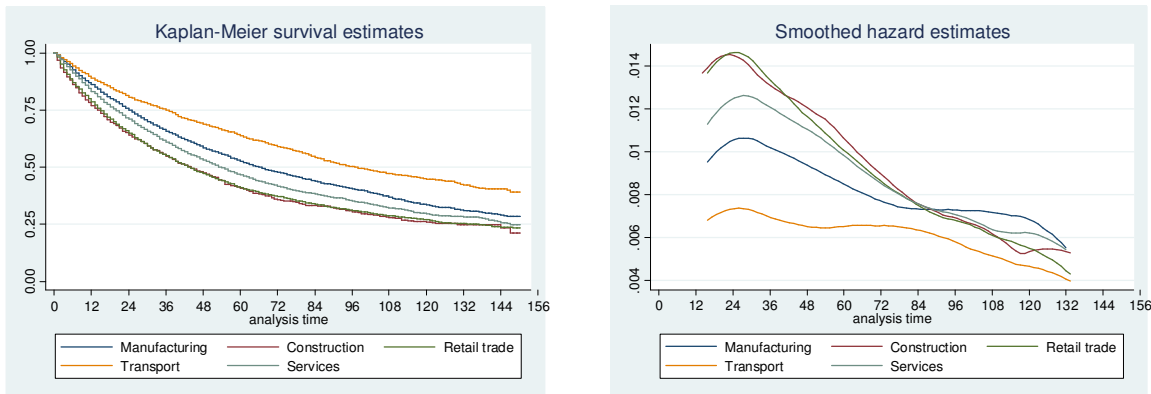 Kaplan-Meier survival estimates
1.00
0.75
0.50
0.25
0.00
0 12 24 36 48 60 72 84 96 108 120 132 144 156
analysis time
Manufacturing Construction Retail trade
Transport Services
Smoothed hazard estimates
.014
.012
.01
.008
.006
.004
0 12 24 36 48 60 72 84 96 108 120 132 144 156
analysis time
Manufacturing Construction Retail trade
Transport Services